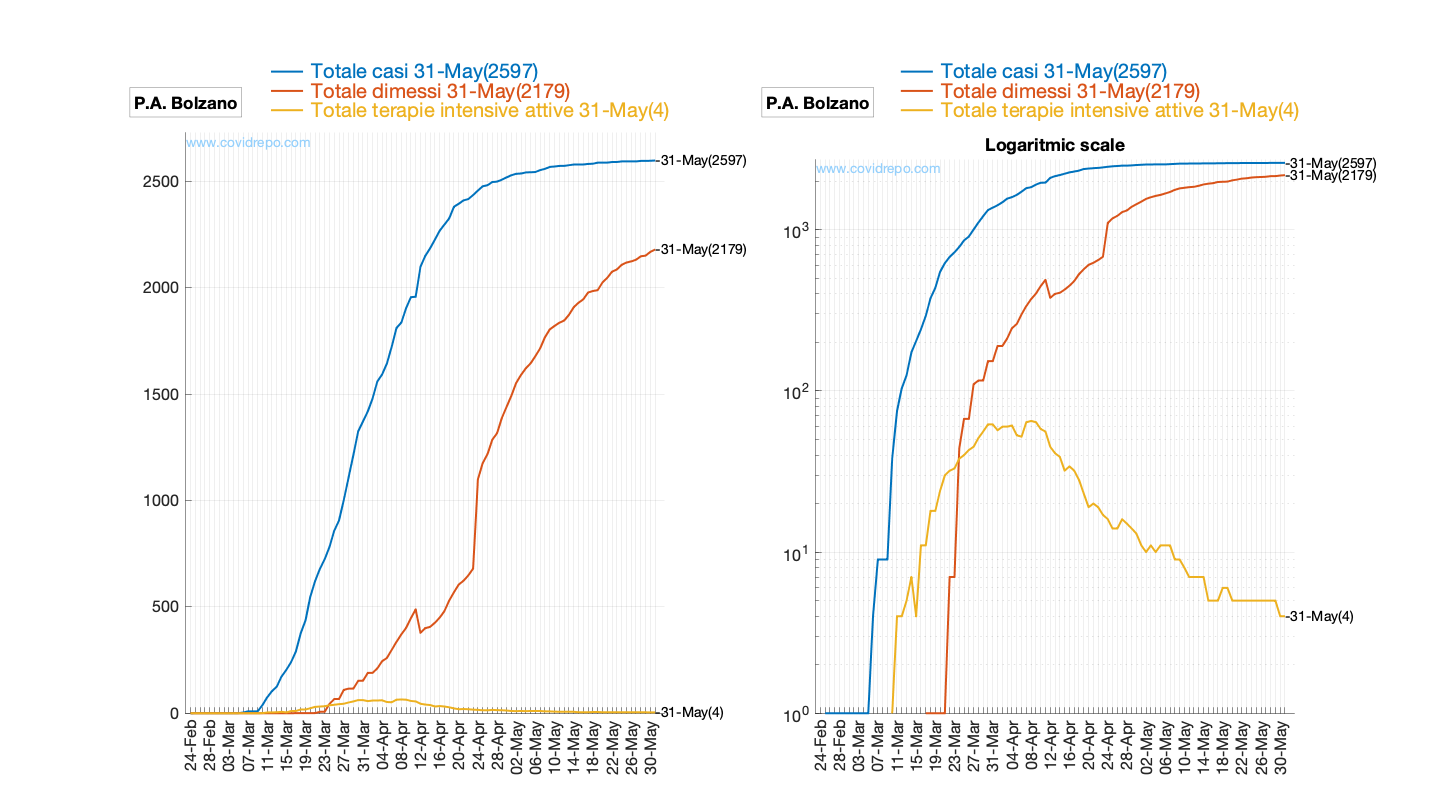 Totale casi 31-May(2597)
Totale dimessi 31-May(2179)
Totale terapie intensive attive 31-May(4)
P.A. Bolzano
www.covidrepo.com
31-May(2597)
31-May(2179)
31-May(4)
2500
2000
1500
1000
500
0
24-Feb
28-Feb
03-Mar
07-Mar
11-Mar
15-Mar
19-Mar
23-Mar
27-Mar
31-Mar
04-Apr
08-Apr
12-Apr
16-Apr
20-Apr
24-Apr
28-Apr
02-May
06-May
10-May
14-May
18-May
22-May
26-May
30-May
Totale casi 31-May(2597)
Totale dimessi 31-May(2179)
Totale terapie intensive attive 31-May(4)
P.A. Bolzano
Logaritmic scale
www.covidrepo.com
31-May(2597)
31-May(2179)
31-May(4)
10^3
10^2
10^1
10^0
24-Feb
28-Feb
03-Mar
07-Mar
11-Mar
15-Mar
19-Mar
23-Mar
27-Mar
31-Mar
04-Apr
08-Apr
12-Apr
16-Apr
20-Apr
24-Apr
28-Apr
02-May
06-May
10-May
14-May
18-May
22-May
26-May
30-May